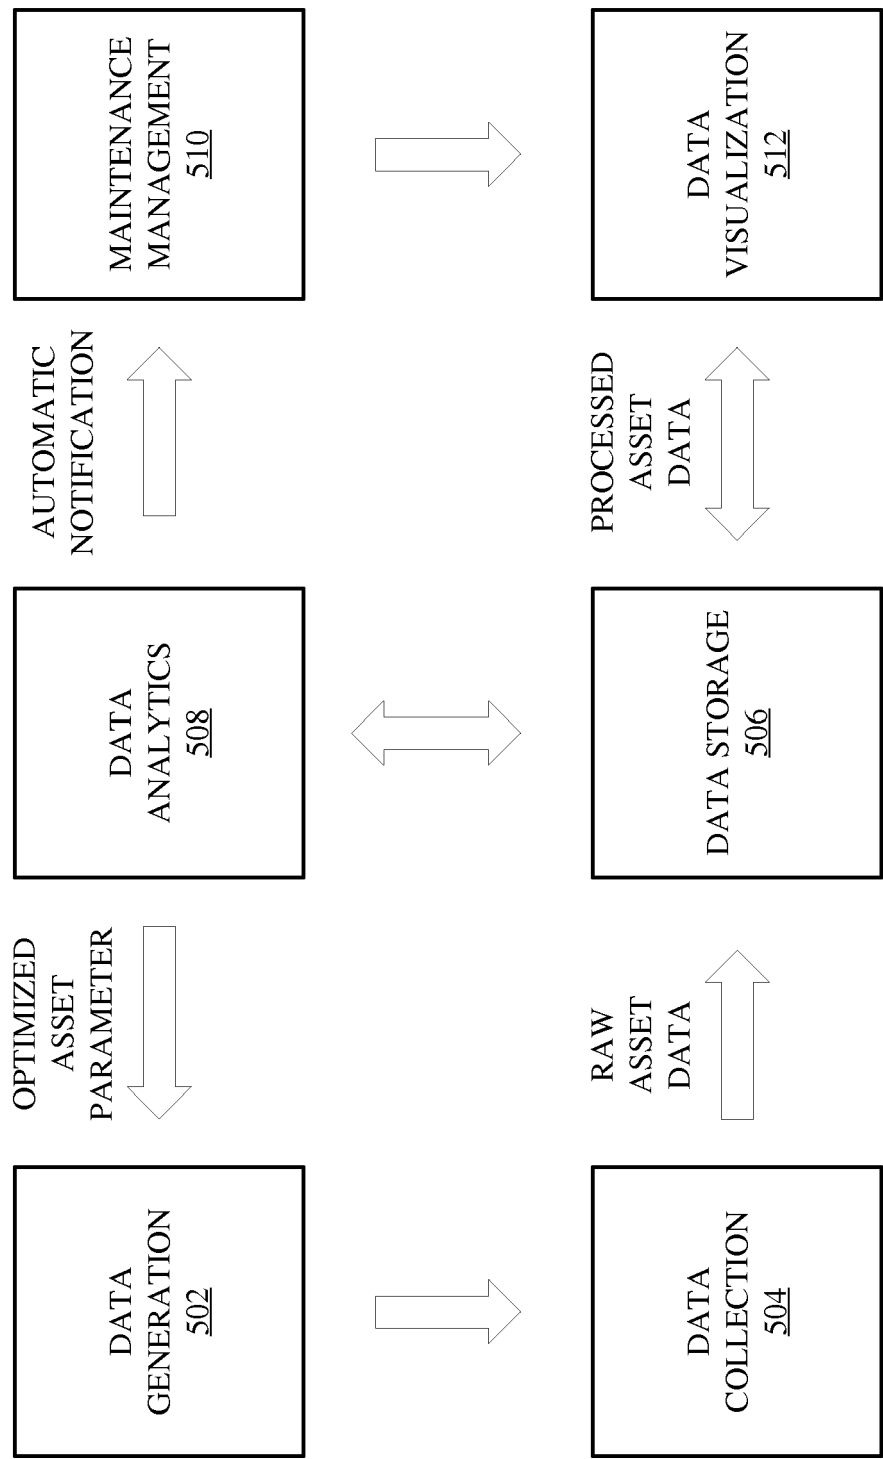 DATA
GENERATION
502
OPTIMIZED
ASSET
PARAMETER
DATA
ANALYTICS
508
AUTOMATIC
NOTIFICATION
MAINTENANCE
MANAGEMENT
510
DATA
COLLECTION
504
RAW
ASSET
DATA
DATA STORAGE
506
PROCESSED
ASSET
DATA
DATA
VISUALIZATION
512